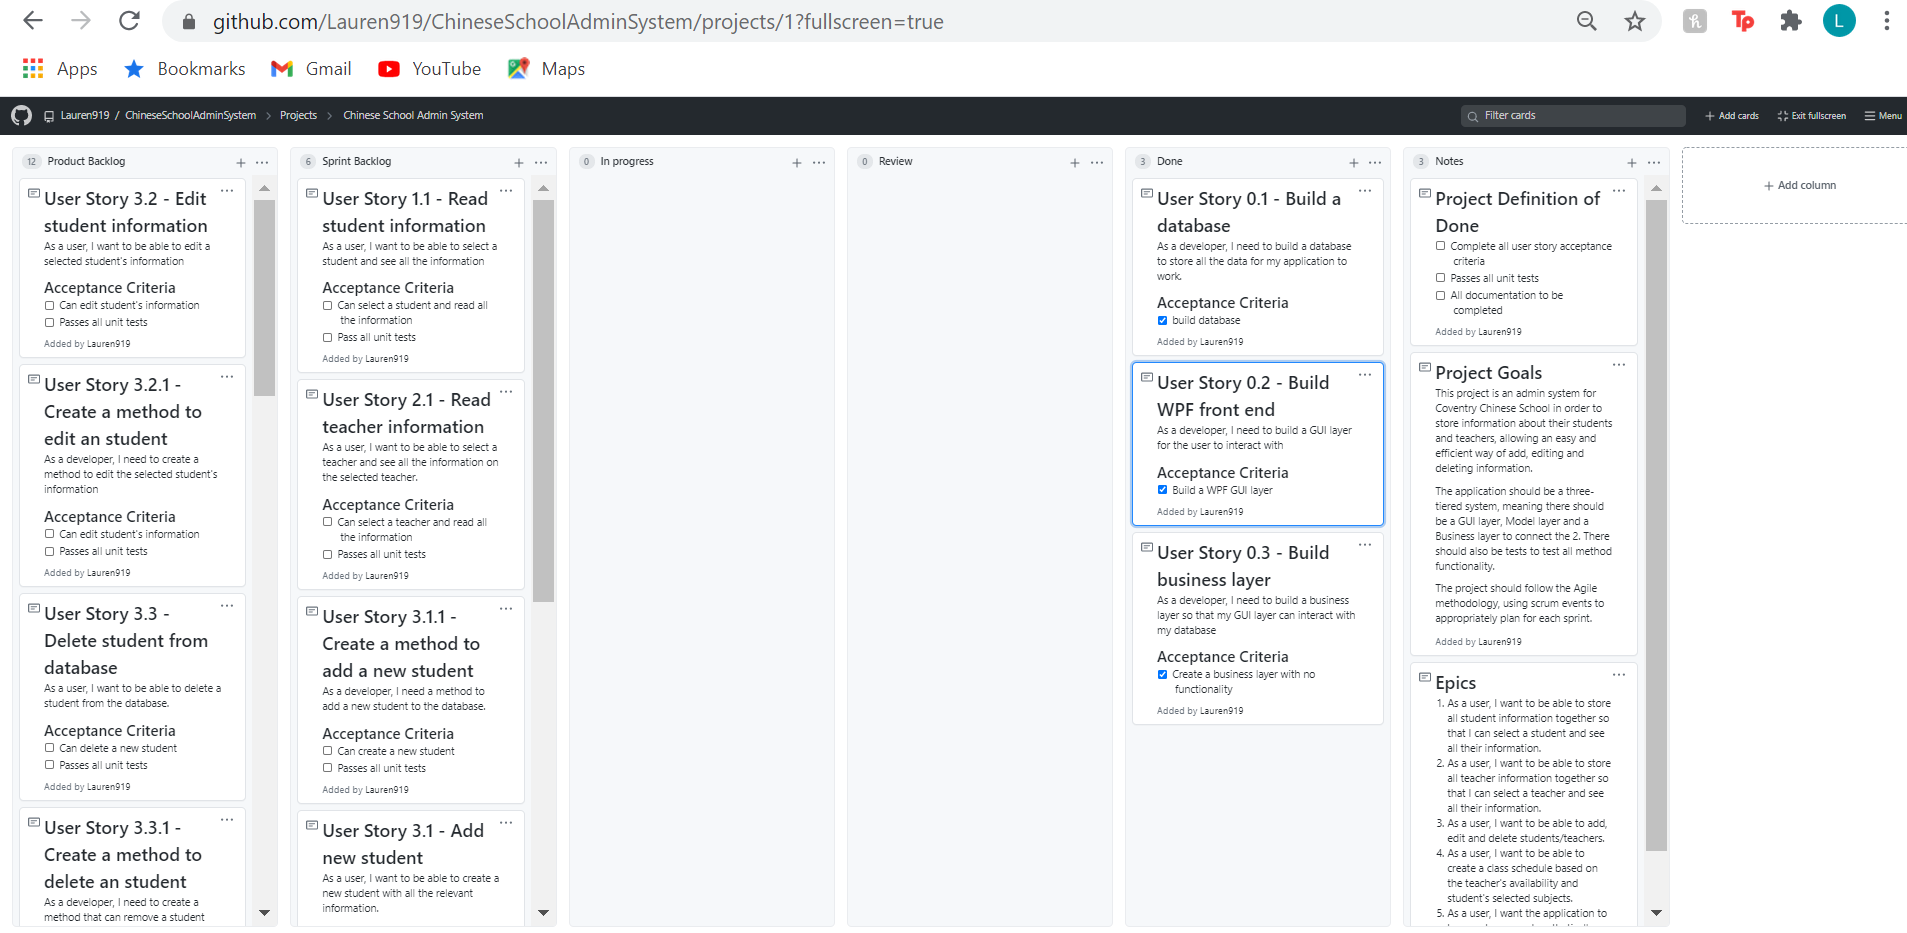 github.com/Lauren919/ChineseSchoolAdminSystem/projects/1?fullscreen=true
h
Tp
L
Apps
Bookmarks
Gmail
YouTube
Maps
Lauren919 / ChineseSchoolAdminSystem > Projects > Chinese School Admin System
Filter cards
+ Add cards
Exit fullscreen
Menu
12 Product Backlog
User Story 3.2 - Edit
student information
As a user, I want to be able to edit a
selected student's information
Acceptance Criteria
Can edit student's information
Passes all unit tests
Added by Lauren919
User Story 3.2.1 -
Create a method to
edit an student
As a developer, I need to create a
method to edit the selected student's
information
Acceptance Criteria
Can edit student's information
Passes all unit tests
Added by Lauren919
User Story 3.3 -
Delete student from
database
As a user, I want to be able to delete a
student from the database.
Acceptance Criteria
Can delete a new student
Passes all unit tests
Added by Lauren919
User Story 3.3.1 -
Create a method to
delete an student
As a developer, I need to create a
method that can remove a student
6 Sprint Backlog
User Story 1.1 - Read
student information
As a user, I want to be able to select a
student and see all the information
Acceptance Criteria
Can select a student and read all
the information
Pass all unit tests
Added by Lauren919
User Story 2.1 - Read
teacher information
As a user, I want to be able to select a
teacher and see all the information on
the selected teacher.
Acceptance Criteria
Can select a teacher and read all
the information
Passes all unit tests
Added by Lauren919
User Story 3.1.1 -
Create a method to
add a new student
As a developer, I need a method to
add a new student to the database.
Acceptance Criteria
Can create a new student
Passes all unit tests
Added by Lauren919
User Story 3.1 - Add
new student
As a user, I want to be able to create a
new student with all the relevant
information.
0 In progress
0 Review
3 Done
User Story 0.1 - Build a
database
As a developer, I need to build a database
to store all the data for my application to
work.
Acceptance Criteria
build database
Added by Lauren919
User Story 0.2 - Build
WPF front end
As a developer, I need to build a GUI layer
for the user to interact with
Acceptance Criteria
Build a WPF GUI layer
Added by Lauren919
User Story 0.3 - Build
business layer
As a developer, I need to build a business
layer so that my GUI layer can interact with
my database
Acceptance Criteria
Create a business layer with no
functionality
Added by Lauren919
3 Notes
Project Definition of
Done
Complete all user story acceptance
criteria
Passes all unit tests
All documentation to be
completed
Added by Lauren919
Project Goals
This project is an admin system for
Coventry Chinese School in order to
store information about their students
and teachers, allowing an easy and
efficient way of add, editing and
deleting information.
The application should be a three-
tiered system, meaning there should
be a GUI layer, Model layer and a
Business layer to connect the 2. There
should also be tests to test all method
functionality.
The project should follow the Agile
methodology, using scrum events to
appropriately plan for each sprint.
Added by Lauren919
Epics
1. As a user, I want to be able to store
all student information together so
that I can select a student and see
all their information.
2. As a user, I want to be able to store
all teacher information together so
that I can select a teacher and see
all their information.
3. As a user, I want to be able to add,
edit and delete students/teachers.
4. As a user, I want to be able to
create a class schedule based on
the teacher's availability and
student's selected subjects.
5. As a user, I want the application to
+ Add column